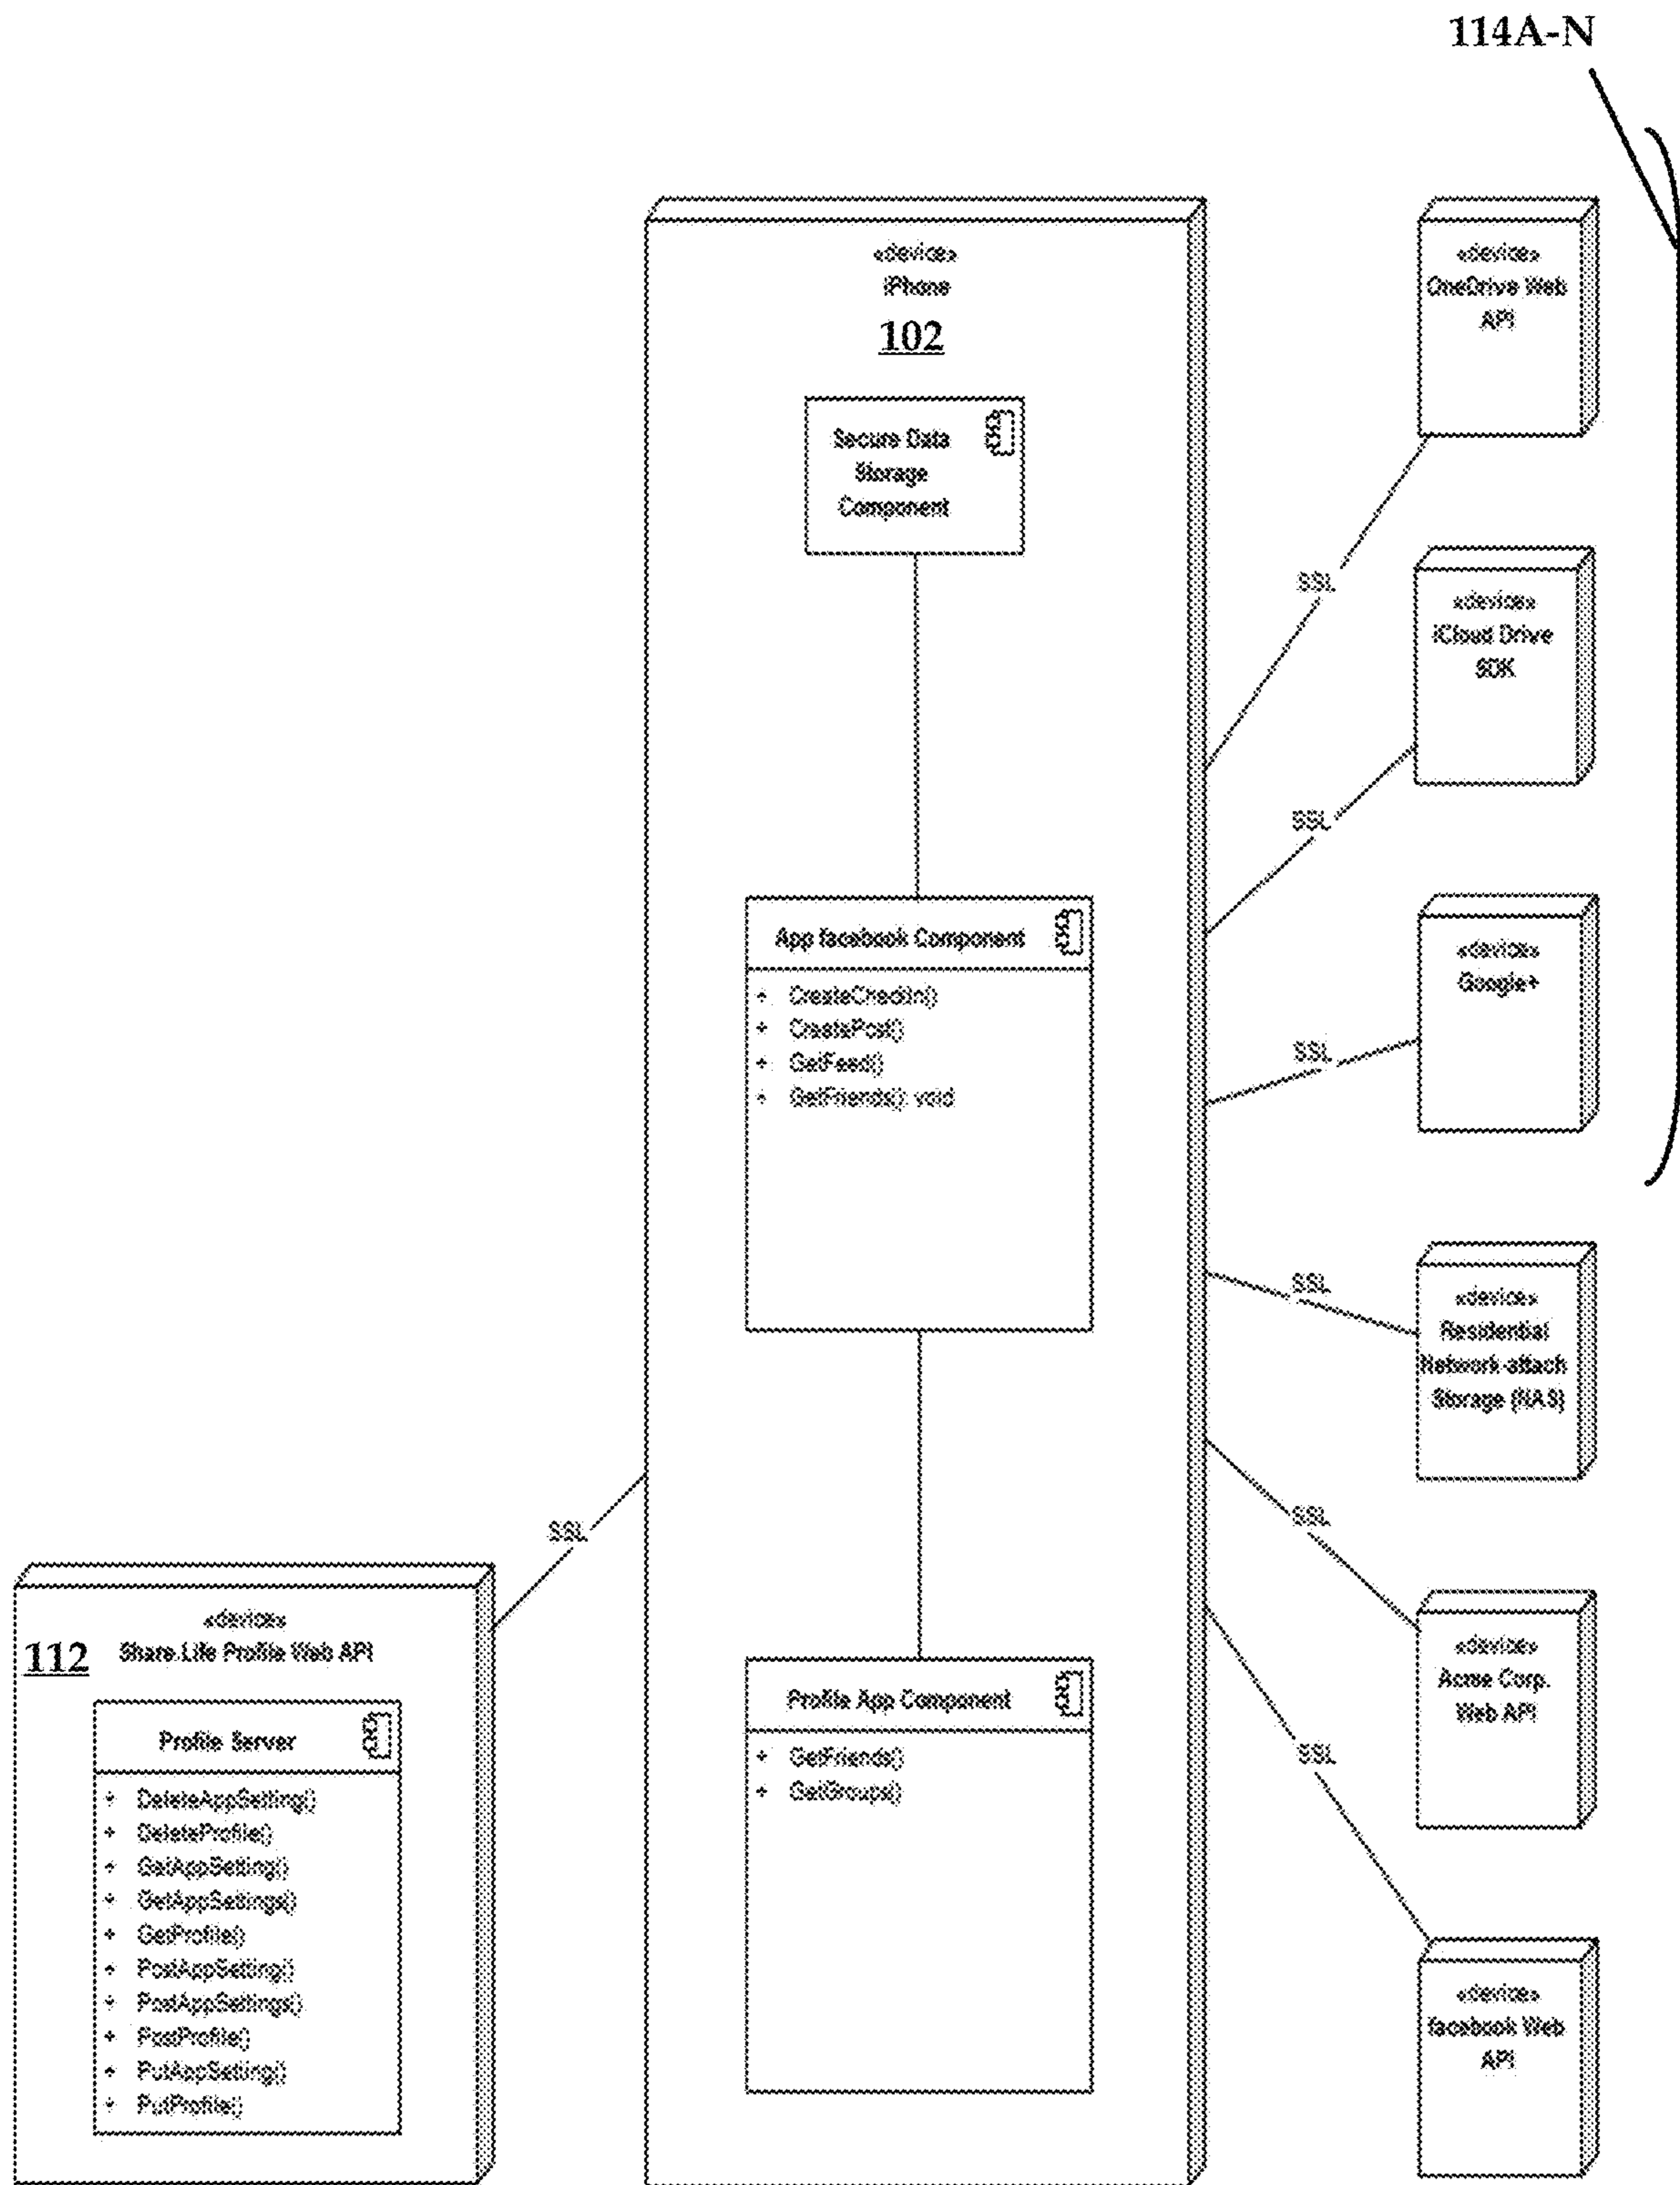 114A-N
«device»
iPhone
102
Secure Data
Storage
Component
App facebook Component
+ CreateCheckIn()
+ CreatePost()
+ GetFeed()
+ GetFriends(): void
Profile App Component
+ GetFriends()
+ GetGroups()
«device»
OneDrive Web
API
SSL
«device»
iCloud Drive
SDK
SSL
«device»
Google+
SSL
«device»
Residential
Network-attach
Storage (NAS)
SSL
«device»
Acme Corp.
Web API
SSL
«device»
facebook Web
API
SSL
SSL
«device»
112 Share.Life Profile Web API
Profile Server
+ DeleteAppSetting()
+ DeleteProfile()
+ GetAppSetting()
+ GetAppSettings()
+ GetProfile()
+ PostAppSetting()
+ PostAppSettings()
+ PostProfile()
+ PutAppSetting()
+ PutProfile()